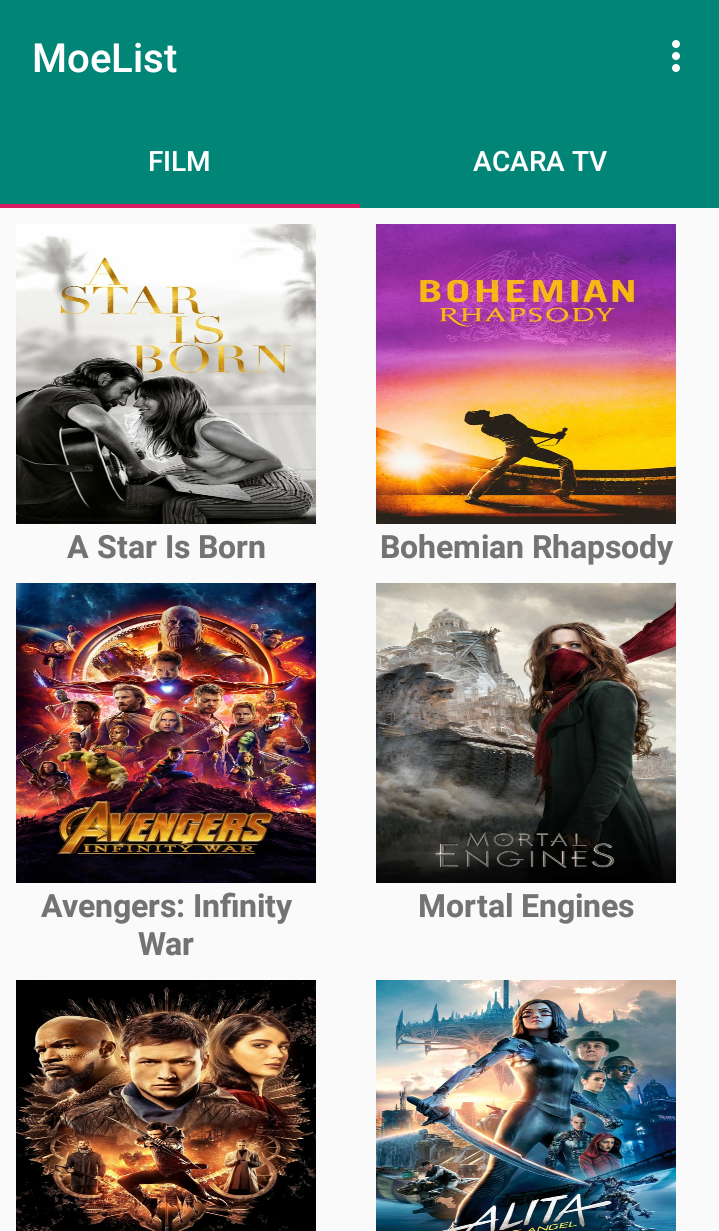 MoeList
FILM
ACARA TV
A
STAR
IS
BORN
BOHEMIAN
RHAPSODY
A Star Is Born
Bohemian Rhapsody
AVENGERS
INFINITY WAR
MORTAL
ENGINES
Avengers: Infinity
War
Mortal Engines
ALITA
ANGEL